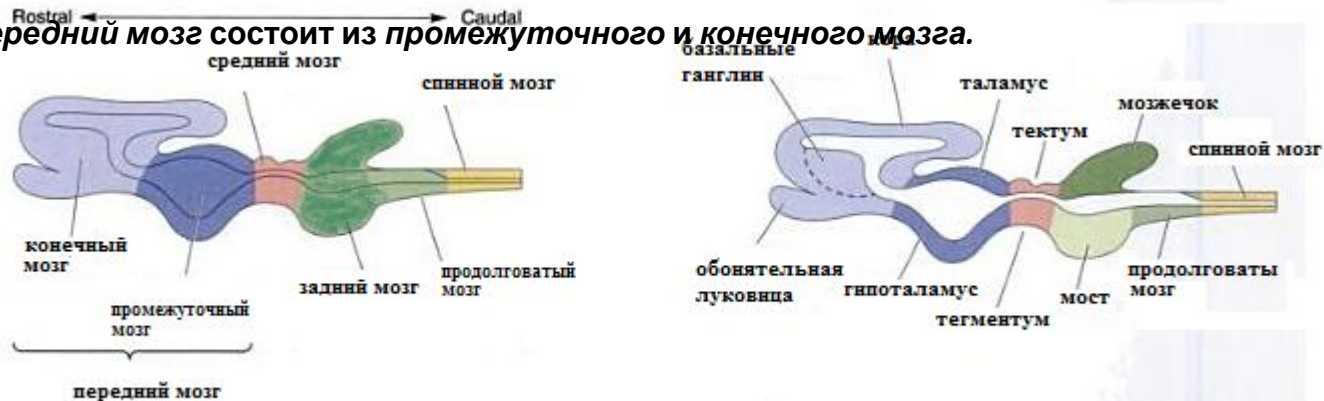 Rostral Caudal
ередний мозг состоит из промежуточного и конечного мозга.
средний мозг
спинной мозг
конечный
мозг
промежуточный
мозг
задний мозг
продолговатый
мозг
передний мозг
базальные
ганглии
кора
таламус
тектум
мозжечок
спинной мозг
обонятельная
луковица
гипоталамус
тегментум
мост
продолговаты
мозг